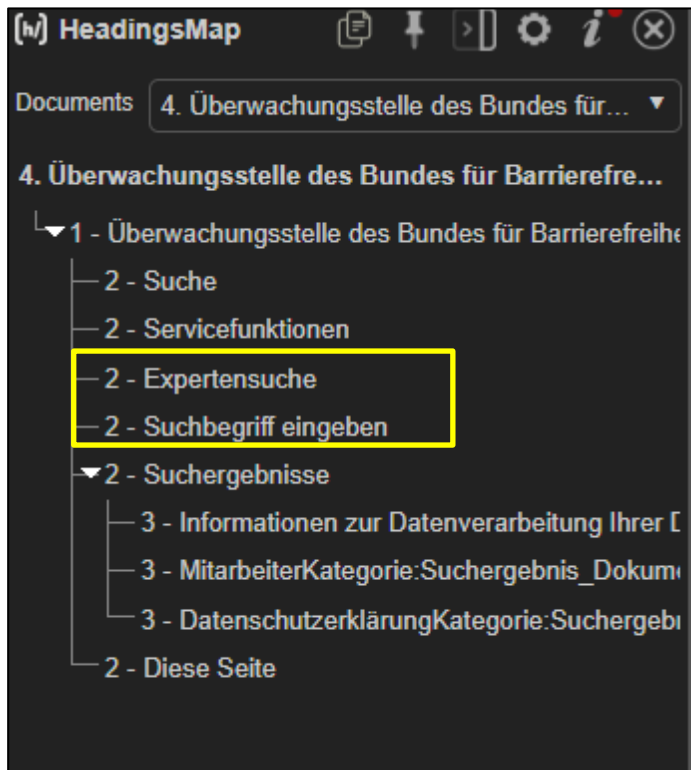 [h/] HeadingsMap
Documents 4. Überwachungsstelle des Bundes für...
4. Überwachungsstelle des Bundes für Barrierefre...
1 - Überwachungsstelle des Bundes für Barrierefreihe
2 - Suche
2 - Servicefunktionen
2 - Expertensuche
2 - Suchbegriff eingeben
2 - Suchergebnisse
3 - Informationen zur Datenverarbeitung Ihrer D
3 - MitarbeiterKategorie:Suchergebnis_Dokume
3 - DatenschutzerklärungKategorie:Suchergebn
2 - Diese Seite